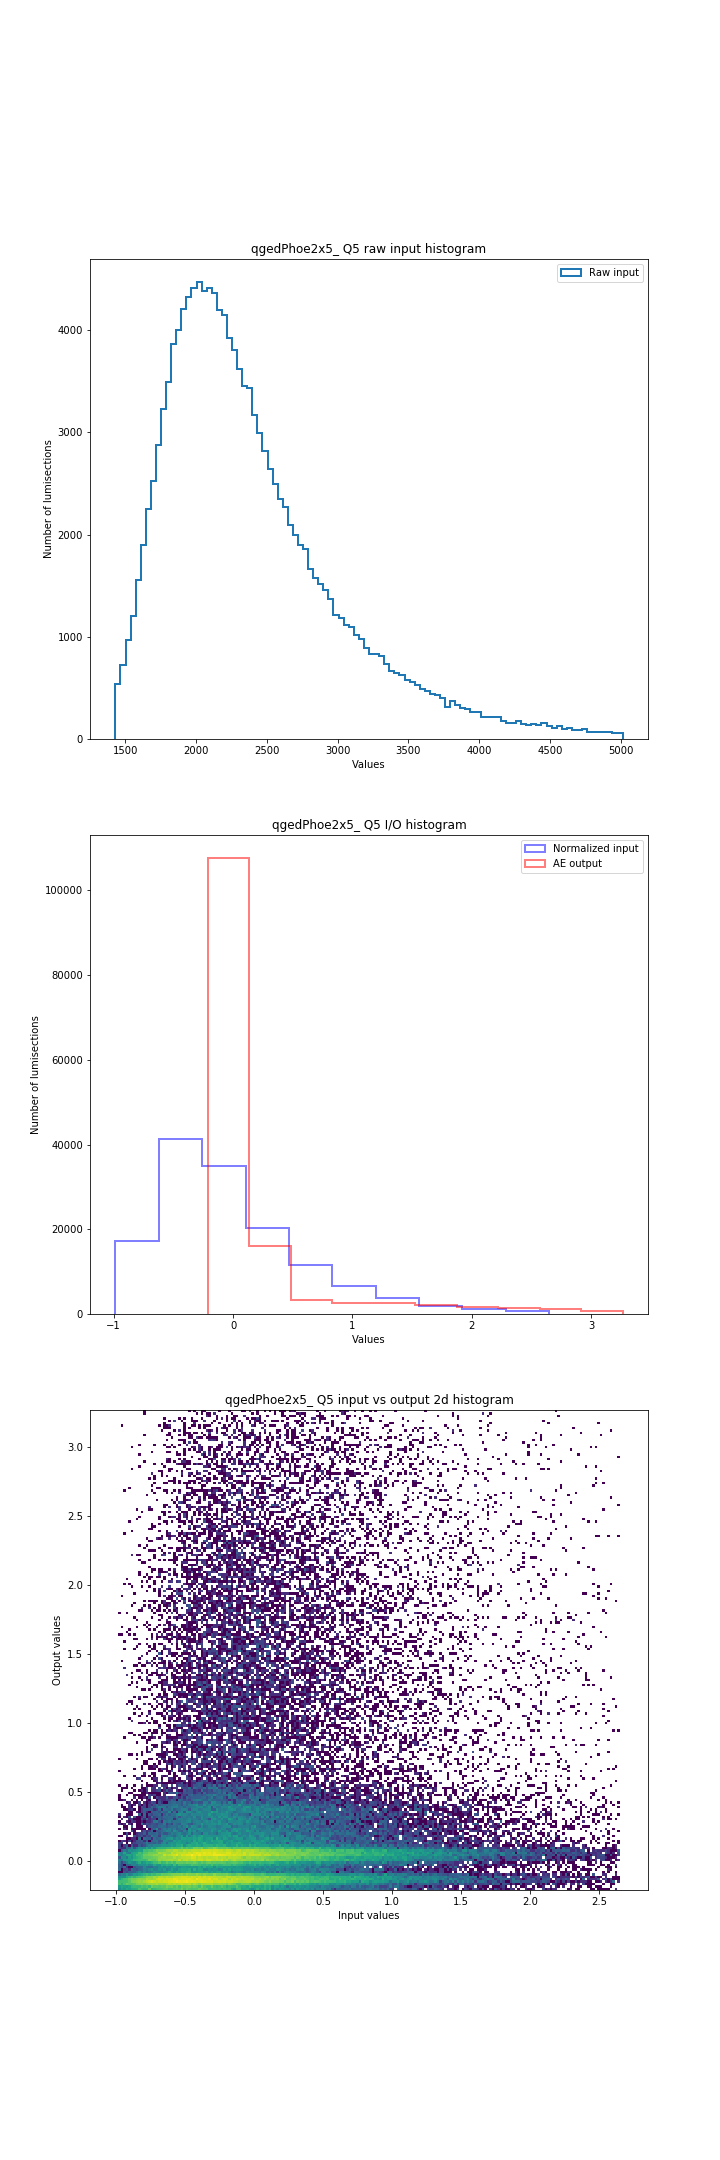 qgedPhoe2x5_ Q5 raw input histogram
Raw input
Number of lumisections
4000
3000
2000
1000
0
1500 2000 2500 3000 3500 4000 4500 5000
Values
qgedPhoe2x5_ Q5 I/O histogram
Normalized input
AE output
Number of lumisections
100000
80000
60000
40000
20000
0
−1 0 1 2 3
Values
qgedPhoe2x5_ Q5 input vs output 2d histogram
Output values
3.0
2.5
2.0
1.5
1.0
0.5
0.0
−1.0 −0.5 0.0 0.5 1.0 1.5 2.0 2.5
Input values